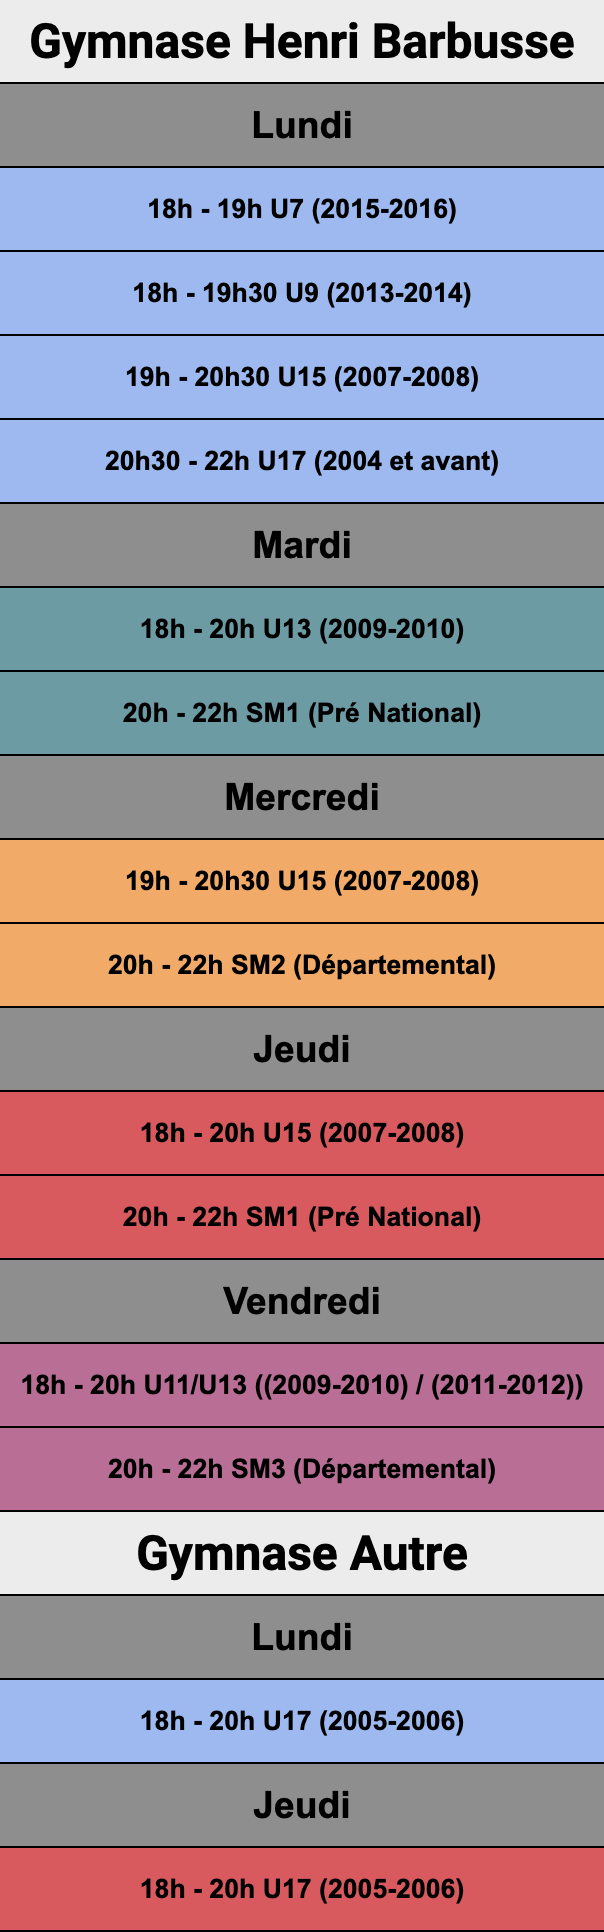 Gymnase Henri Barbusse
Lundi
18h - 19h U7 (2015-2016)
18h - 19h30 U9 (2013-2014)
19h - 20h30 U15 (2007-2008)
20h30 - 22h U17 (2004 et avant)
Mardi
18h - 20h U13 (2009-2010)
20h - 22h SM1 (Pré National)
Mercredi
19h - 20h30 U15 (2007-2008)
20h - 22h SM2 (Départemental)
Jeudi
18h - 20h U15 (2007-2008)
20h - 22h SM1 (Pré National)
Vendredi
18h - 20h U11/U13 ((2009-2010) / (2011-2012))
20h - 22h SM3 (Départemental)
Gymnase Autre
Lundi
18h - 20h U17 (2005-2006)
Jeudi
18h - 20h U17 (2005-2006)